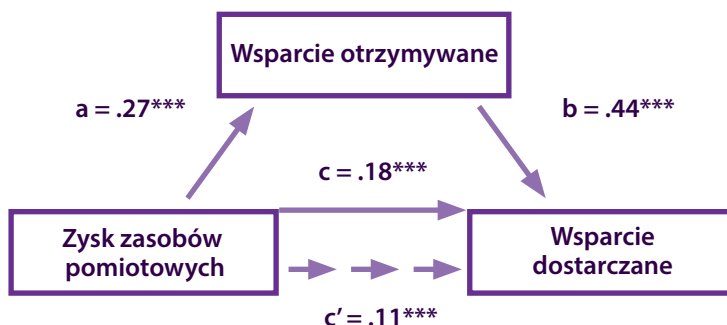 Wsparcie otrzymywane
a = .27***
b = .44***
c = .18***
Zysk zasobów
pomiotowych
Wsparcie
dostarczane
c’ = .11***